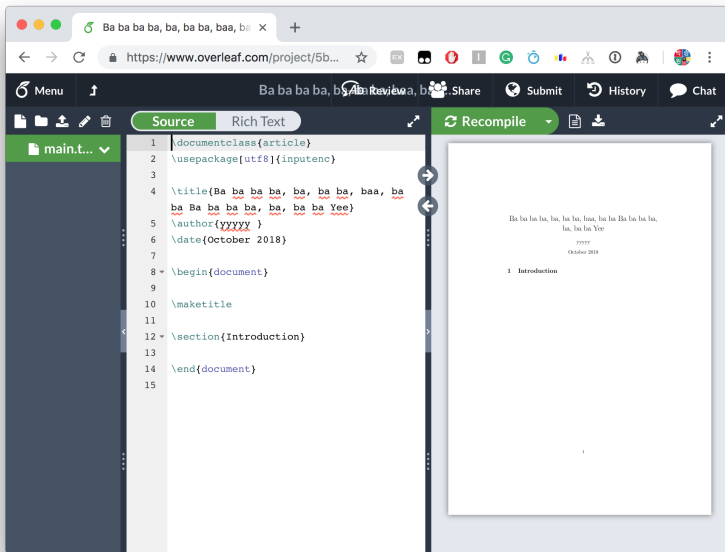 Ba ba ba ba, ba, ba ba, baa, ba
https://www.overleaf.com/project/5b...
Menu
Ba ba ba ba, b
Review
a, b
Share
Submit
History
Chat
Source
Rich Text
Recompile
main.t...
1 \documentclass{article}
2 \usepackage[utf8]{inputenc}
3
4 \title{Ba ba ba ba, ba, ba ba, baa, ba
ba Ba ba ba ba, ba, ba ba Yee}
5 \author{yyyyy }
6 \date{October 2018}
7
8 \begin{document}
9
10 \maketitle
11
12 \section{Introduction}
13
14 \end{document}
15
Ba ba ba ba, ba, ba ba, baa, ba ba Ba ba ba ba,
ba, ba ba Yee
yyyyy
October 2018
1 Introduction
1